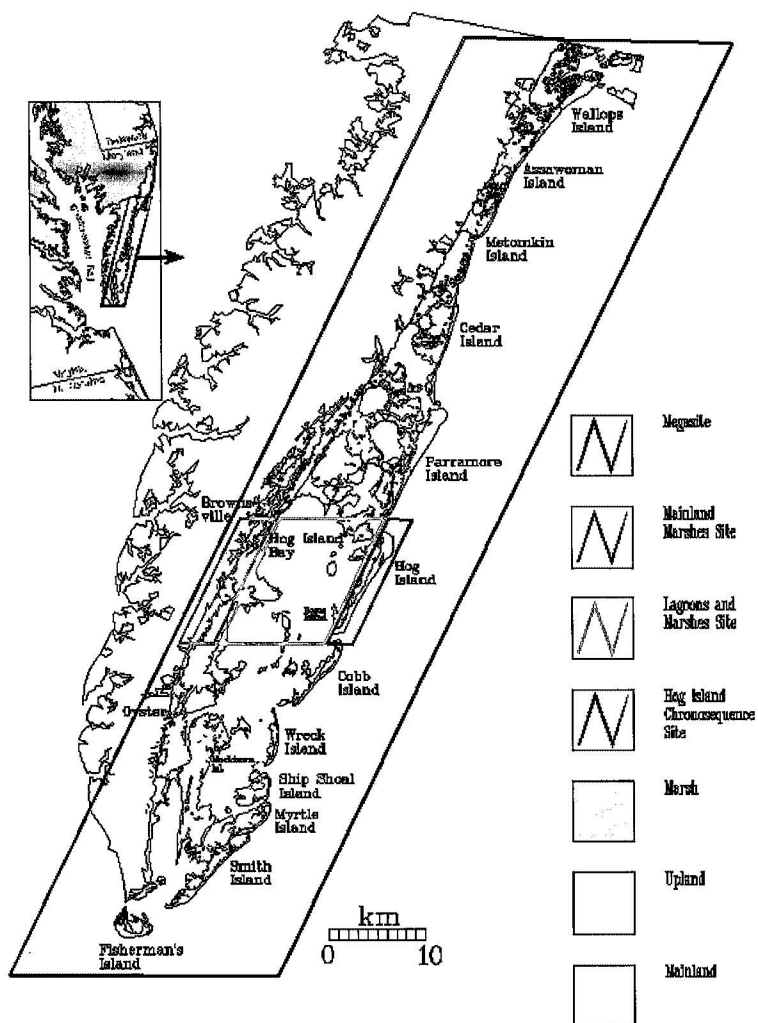 Wallops
Island
Assawoman
Island
Metomkin
Island
Cedar
Island
Parramore
Island
Browns-
ville
Hog Island
Bay
Hog
Island
Cobb
Island
Oyster
Wreck
Island
Ship Shoal
Island
Myrtle
Island
Smith
Island
Fisherman's
Island
km
0 10
Megasite
Mainland
Marshes Site
Lagoons and
Marshes Site
Hog Island
Chronosequence
Site
Marsh
Upland
Mainland